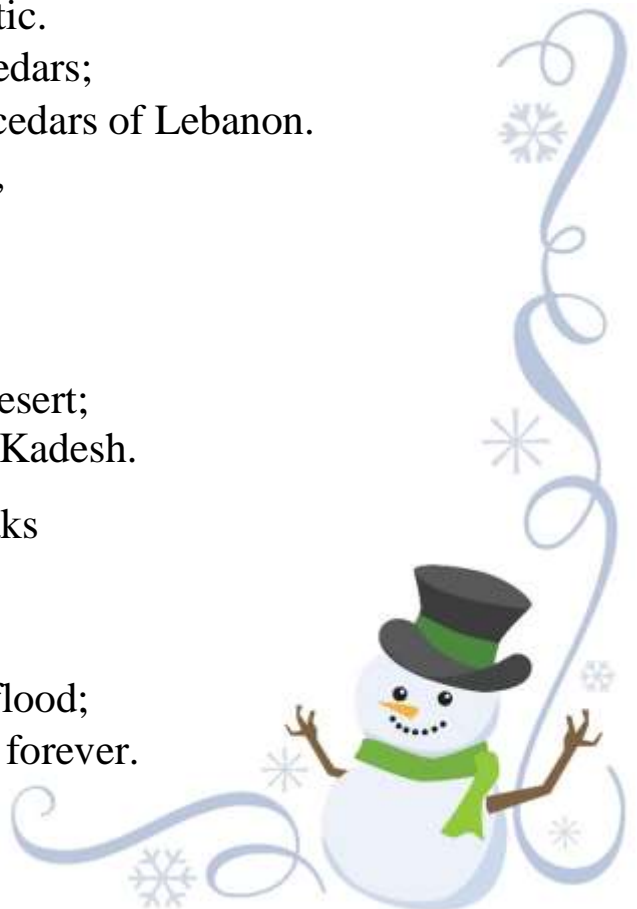 tic.
edars;
cedars of Lebanon.
,
esert;
Kadesh.
ks
flood;
forever.